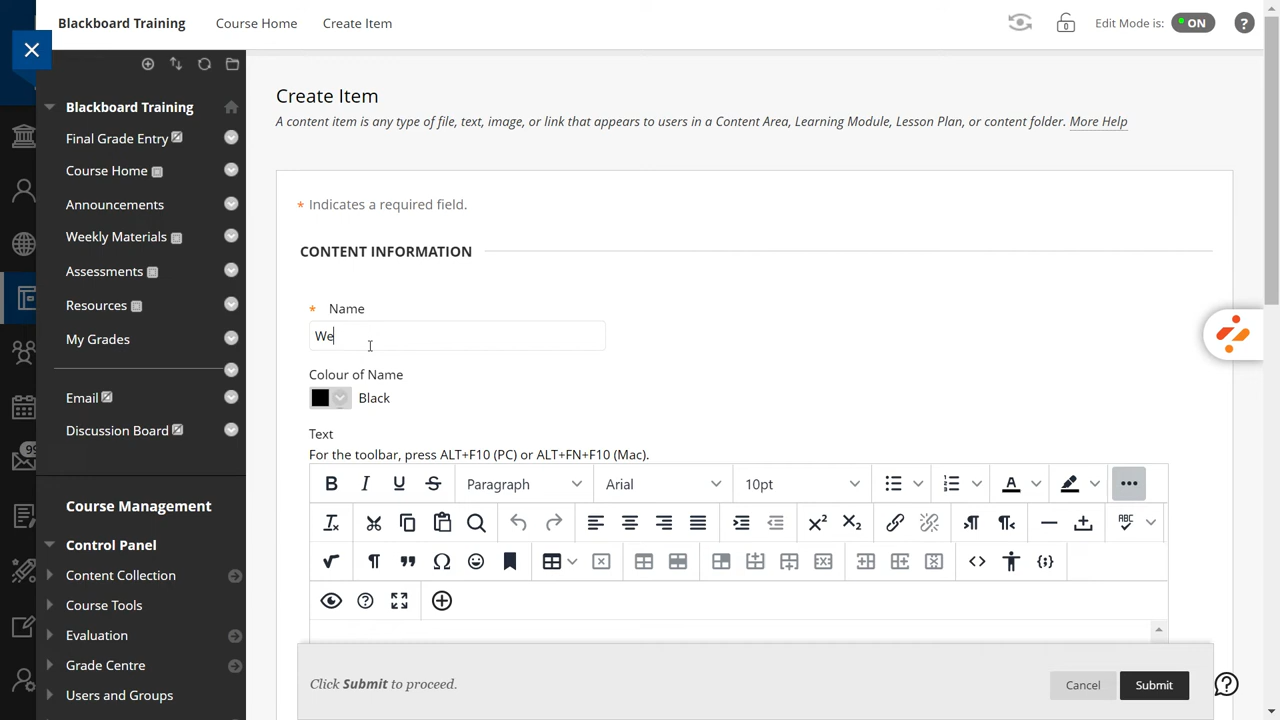 Blackboard Training Course Home Create Item Edit Mode is: ON ?
Blackboard Training
Final Grade Entry
Course Home
Announcements
Weekly Materials
Assessments
Resources
My Grades
Email
Discussion Board
Course Management
Control Panel
Content Collection
Course Tools
Evaluation
Grade Centre
Users and Groups
Create Item
A content item is any type of file, text, image, or link that appears to users in a Content Area, Learning Module, Lesson Plan, or content folder. More Help
* Indicates a required field.
CONTENT INFORMATION
* Name
We
Colour of Name
Black
Text
For the toolbar, press ALT+F10 (PC) or ALT+FN+F10 (Mac).
B I U S Paragraph Arial 10pt A
Click Submit to proceed. Cancel Submit